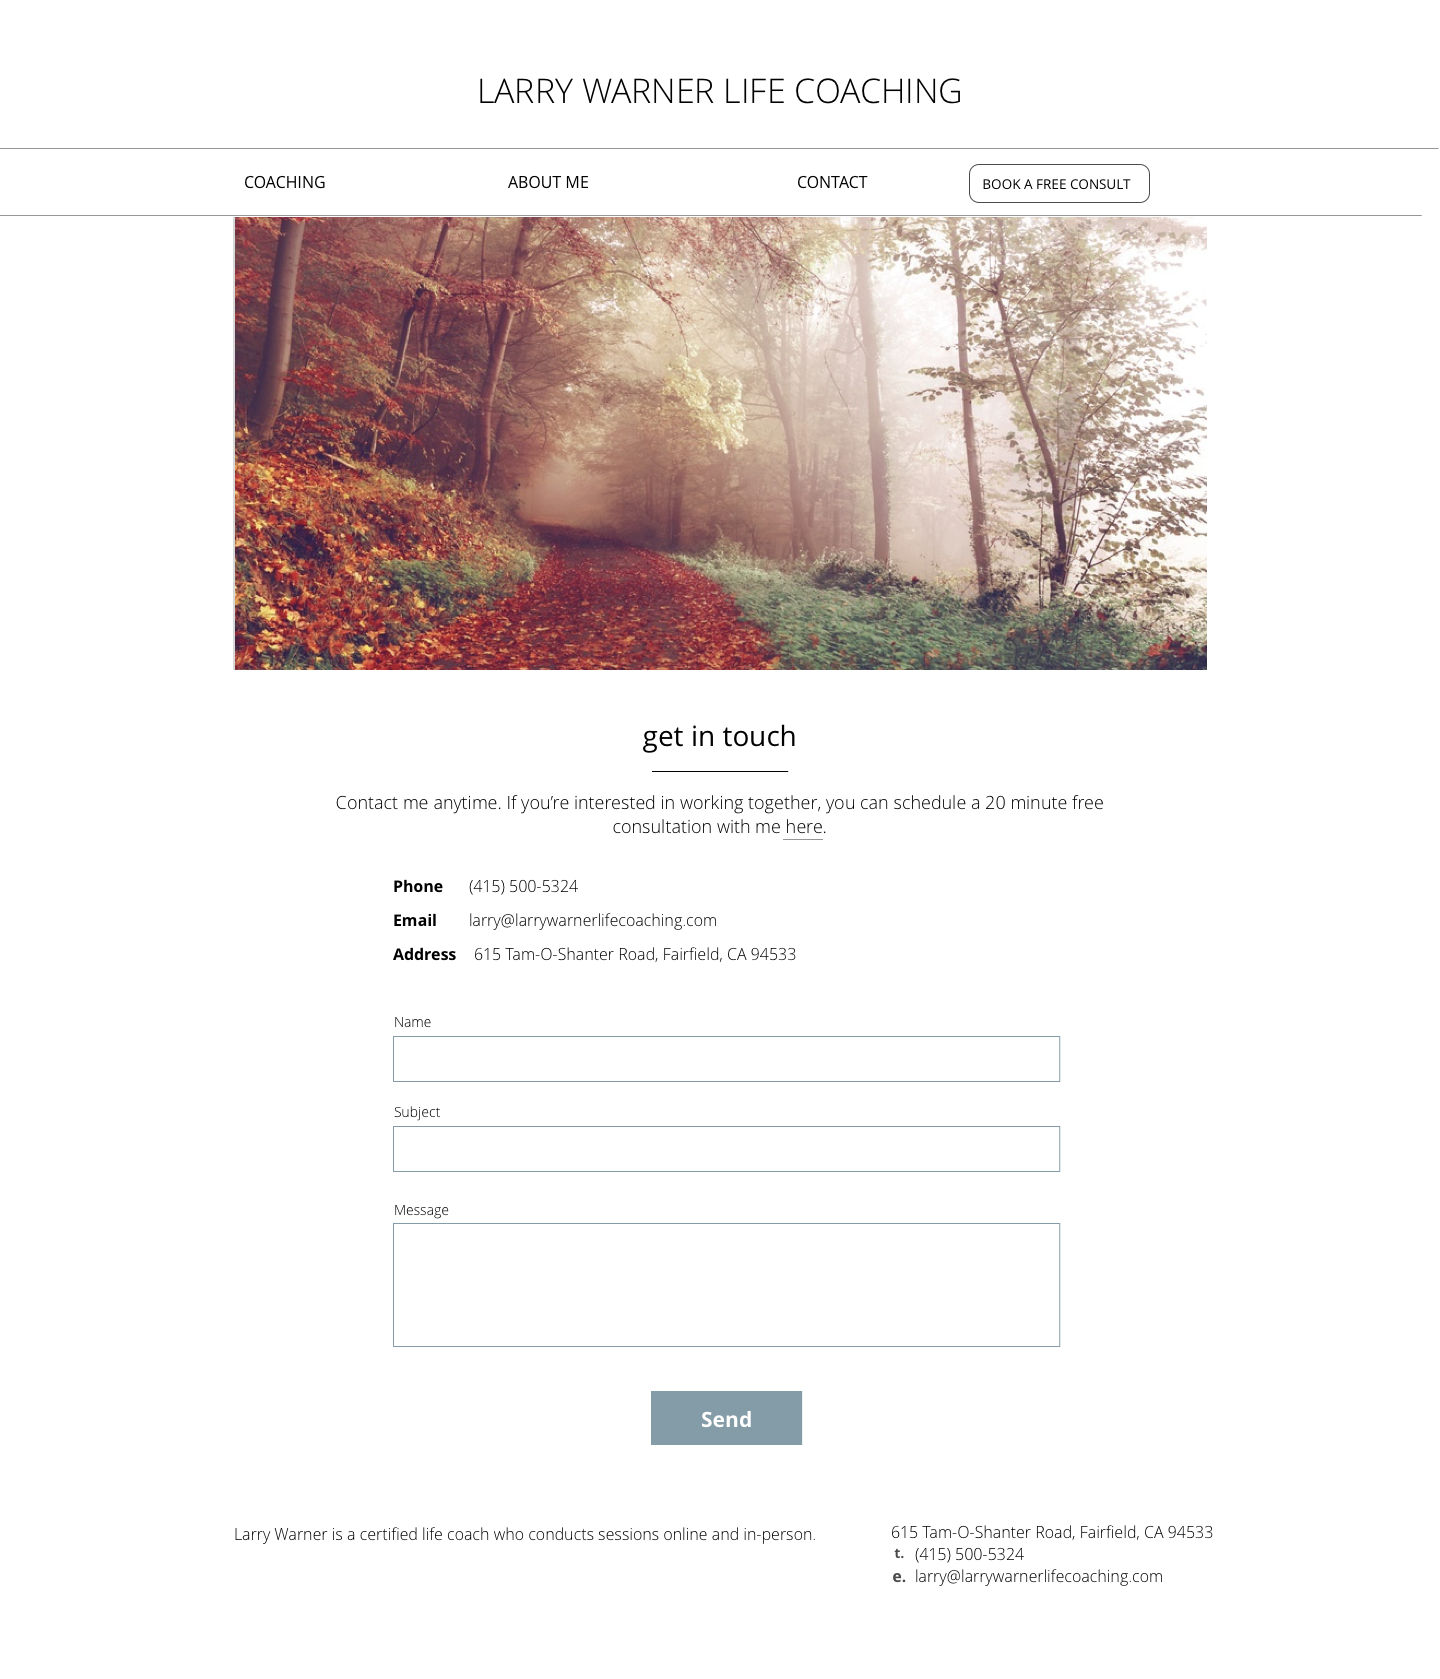 LARRY WARNER LIFE COACHING
COACHING
ABOUT ME
CONTACT
BOOK A FREE CONSULT
get in touch
Contact me anytime. If you’re interested in working together, you can schedule a 20 minute free
consultation with me here.
Phone (415) 500-5324
Email larry@larrywarnerlifecoaching.com
Address 615 Tam-O-Shanter Road, Fairfield, CA 94533
Name
Subject
Message
Send
Larry Warner is a certified life coach who conducts sessions online and in-person.
615 Tam-O-Shanter Road, Fairfield, CA 94533
t. (415) 500-5324
e. larry@larrywarnerlifecoaching.com